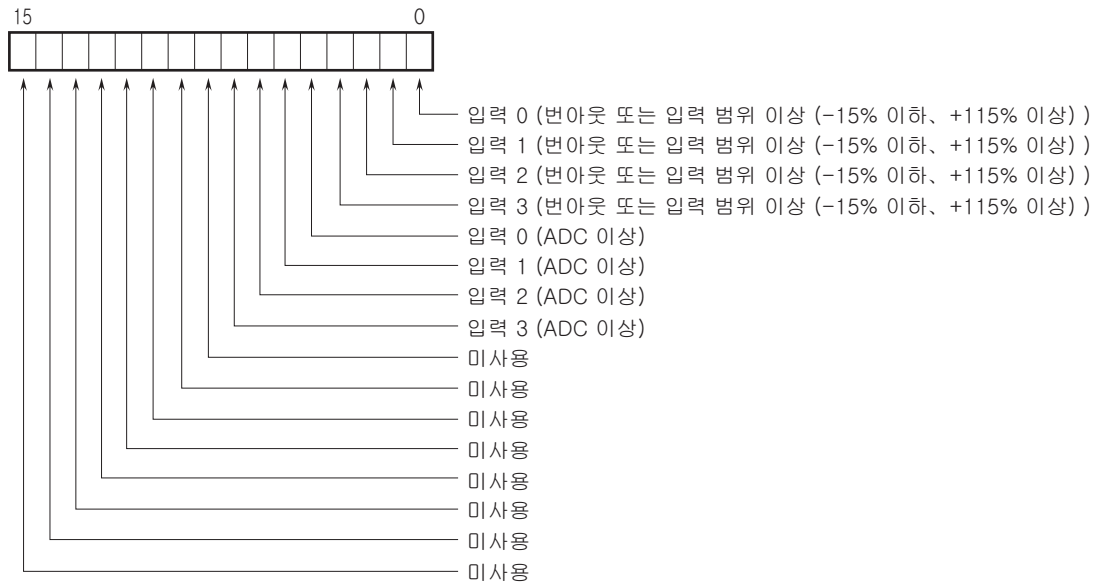 15 0
입력 0 (번아웃 또는 입력 범위 이상 (-15% 이하、+115% 이상) )
입력 1 (번아웃 또는 입력 범위 이상 (-15% 이하、+115% 이상) )
입력 2 (번아웃 또는 입력 범위 이상 (-15% 이하、+115% 이상) )
입력 3 (번아웃 또는 입력 범위 이상 (-15% 이하、+115% 이상) )
입력 0 (ADC 이상)
입력 1 (ADC 이상)
입력 2 (ADC 이상)
입력 3 (ADC 이상)
미사용
미사용
미사용
미사용
미사용
미사용
미사용
미사용